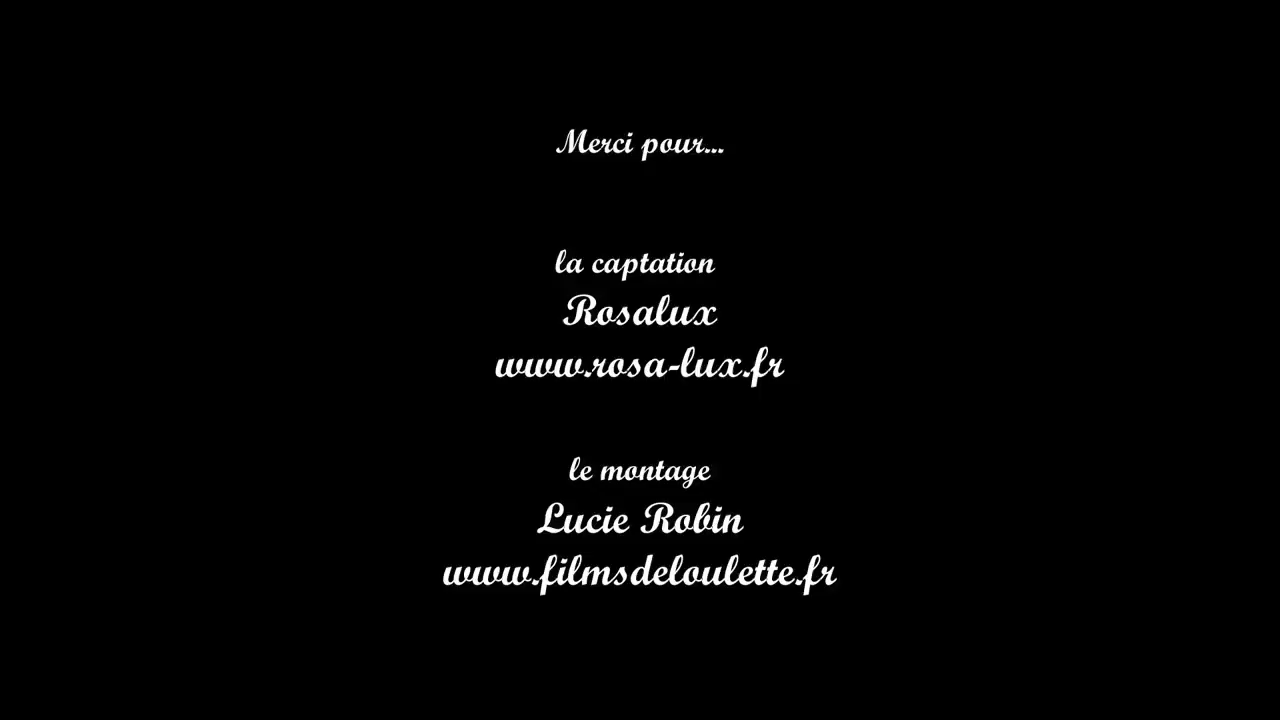 Merci pour...
la captation
Rosalux
www.rosa-lux.fr
le montage
Lucie Robin
www.filmsdeloulette.fr